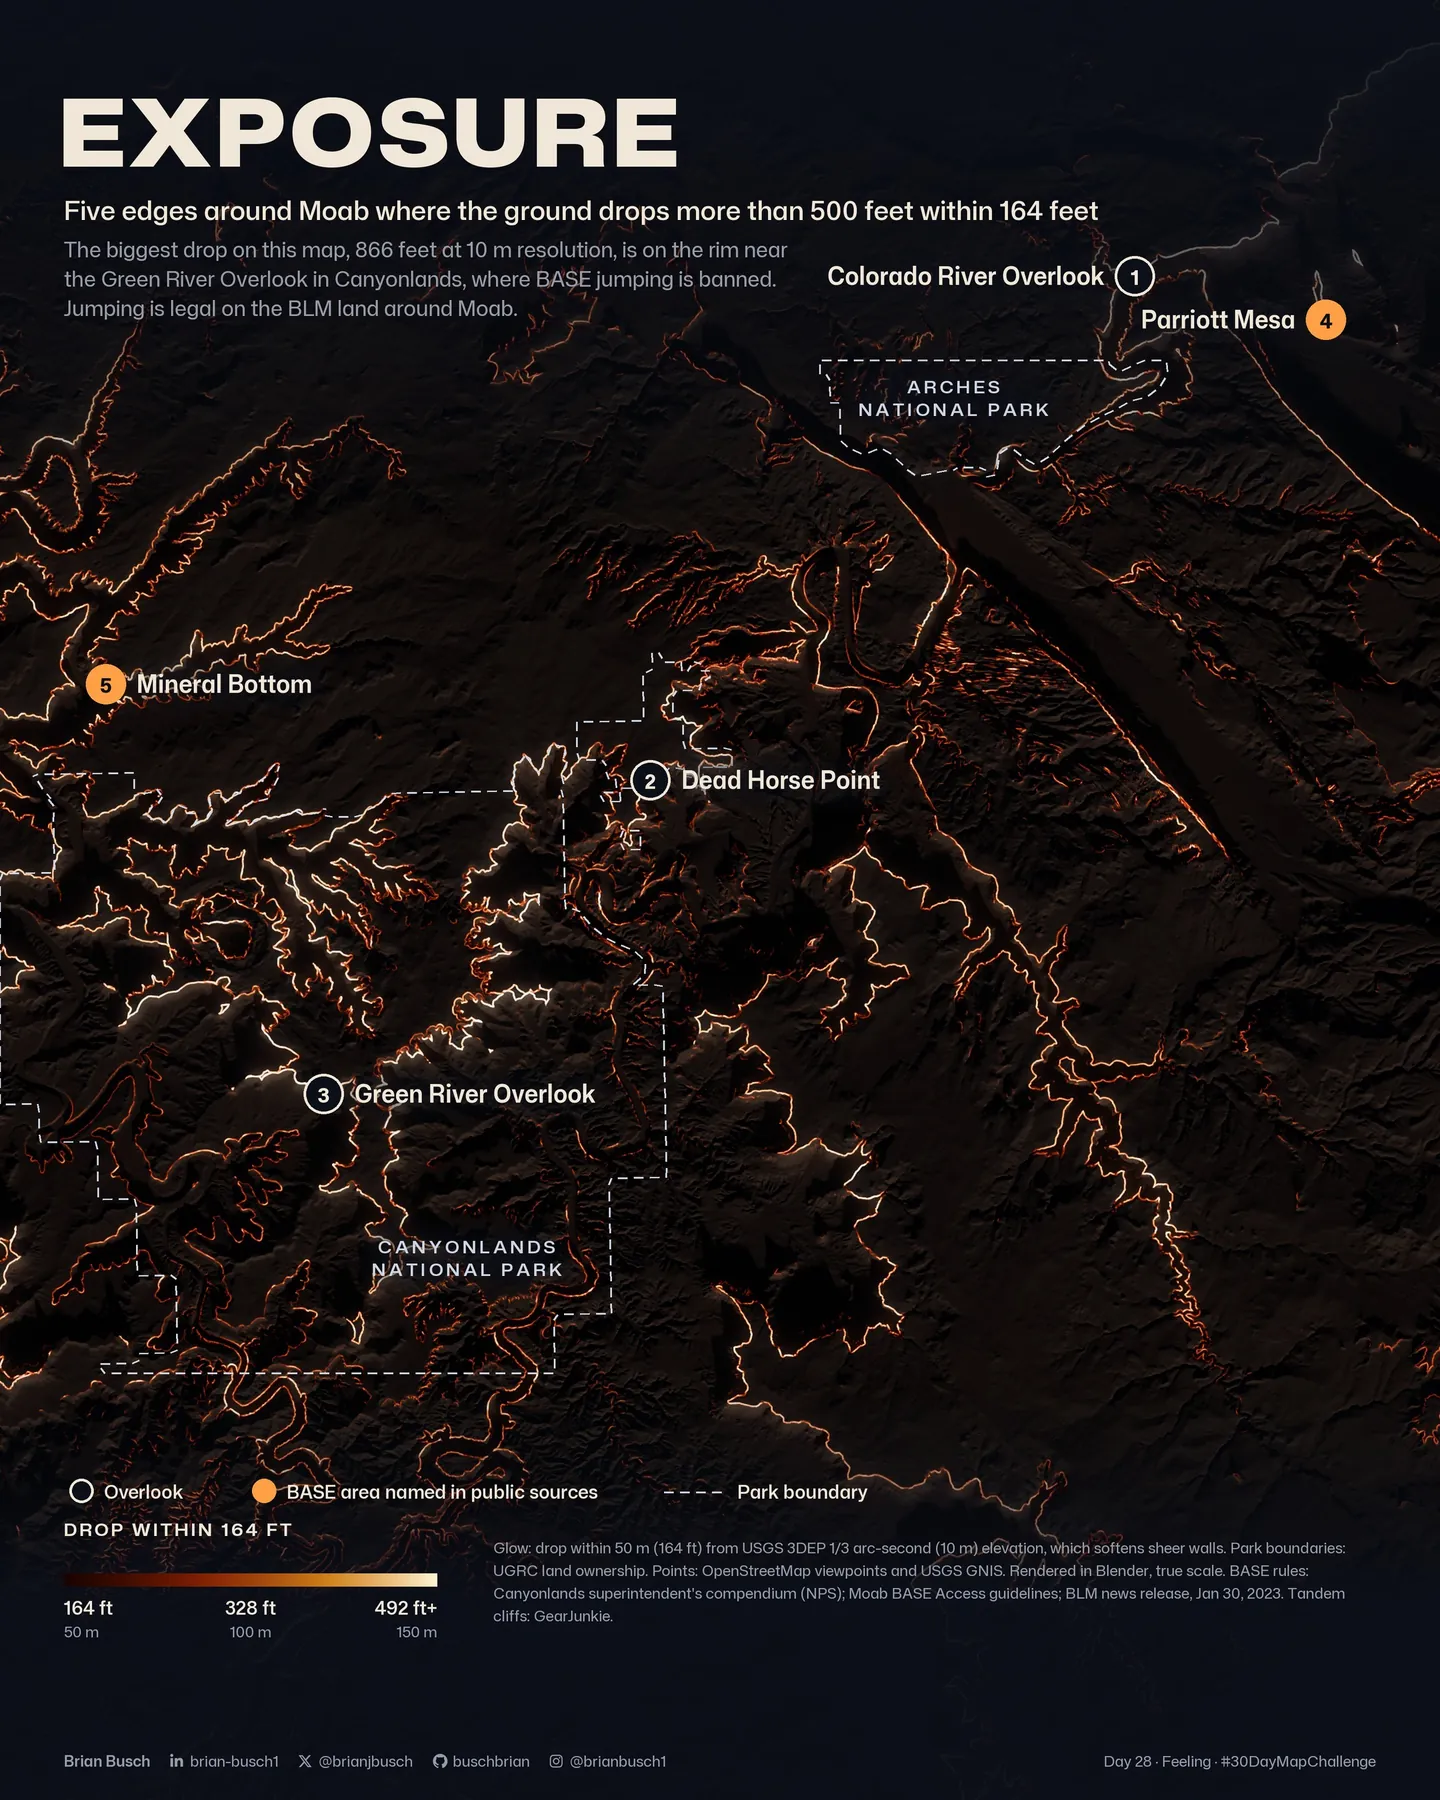 EXPOSURE
Five edges around Moab where the ground drops more than 500 feet within 164 feet
The biggest drop on this map, 866 feet at 10 m resolution, is on the rim near
the Green River Overlook in Canyonlands, where BASE jumping is banned.
Jumping is legal on the BLM land around Moab.
Colorado River Overlook 1
Parriott Mesa 4
ARCHES
NATIONAL PARK
5 Mineral Bottom
2 Dead Horse Point
3 Green River Overlook
CANYONLANDS
NATIONAL PARK
Overlook BASE area named in public sources Park boundary
DROP WITHIN 164 FT
164 ft 328 ft 492 ft+
50 m 100 m 150 m
Glow: drop within 50 m (164 ft) from USGS 3DEP 1/3 arc-second (10 m) elevation, which softens sheer walls. Park boundaries:
UGRC land ownership. Points: OpenStreetMap viewpoints and USGS GNIS. Rendered in Blender, true scale. BASE rules:
Canyonlands superintendent's compendium (NPS); Moab BASE Access guidelines; BLM news release, Jan 30, 2023. Tandem
cliffs: GearJunkie.
Brian Busch in brian-busch1 X @brianjbusch buschbrian @brianbusch1
Day 28 · Feeling · #30DayMapChallenge